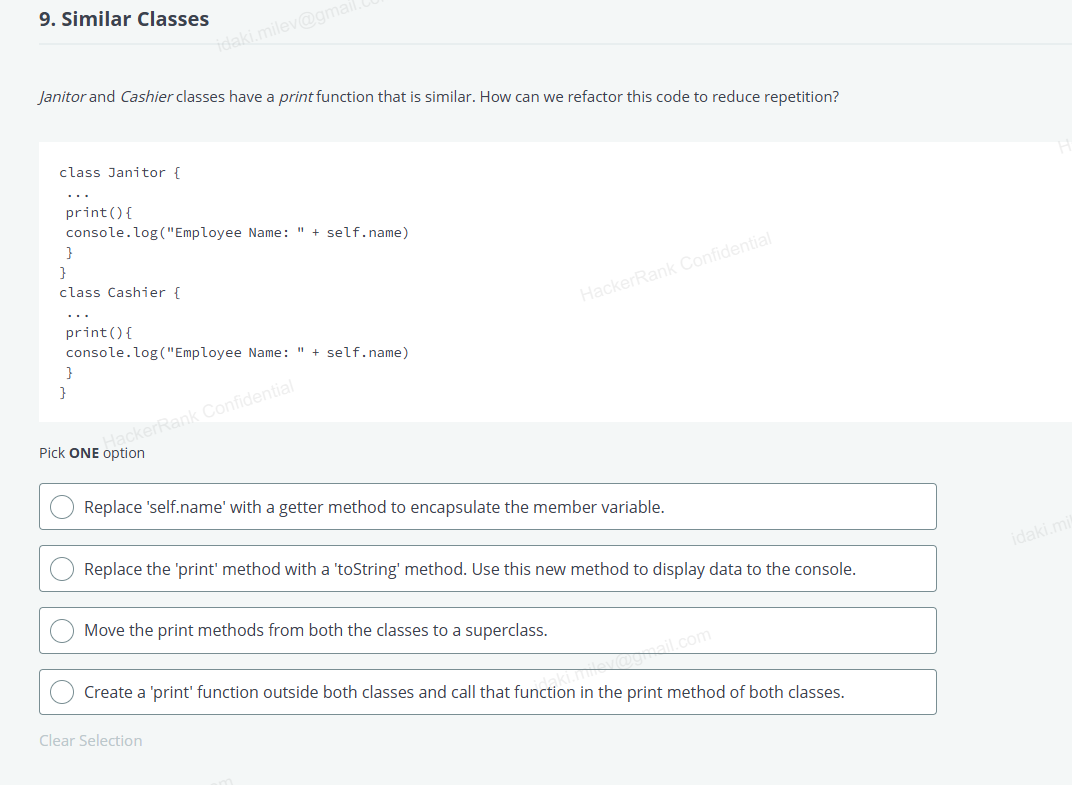 9. Similar Classes
idaki.milev@gmail.co
Janitor and Cashier classes have a print function that is similar. How can we refactor this code to reduce repetition?
H
class Janitor {
...
print(){
console.log("Employee Name: " + self.name)
}
}
class Cashier {
...
print(){
console.log("Employee Name: " + self.name)
}
}
HackerRank Confidential
HackerRank Confidential
Pick ONE option
Replace 'self.name' with a getter method to encapsulate the member variable.
idaki.mil
Replace the 'print' method with a 'toString' method. Use this new method to display data to the console.
Move the print methods from both the classes to a superclass.
idaki.milev@gmail.com
Create a 'print' function outside both classes and call that function in the print method of both classes.
Clear Selection
om